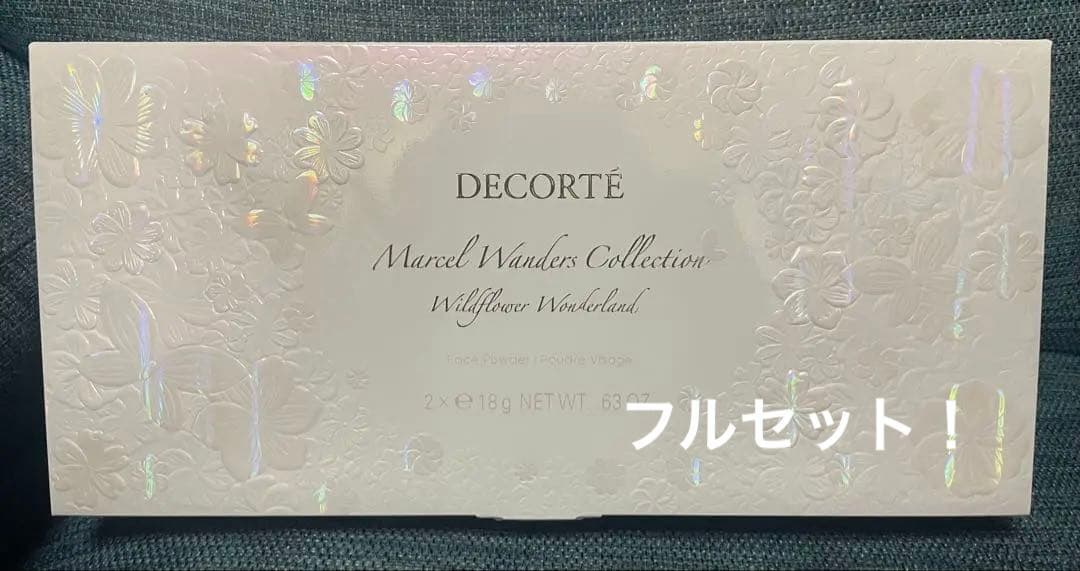 DECORTÉ
Marcel Wanders Collection
Wildflower Wonderland
Face Powder / Poudre Visage
2×℮18g NET WT. .63 OZ.
フルセット！